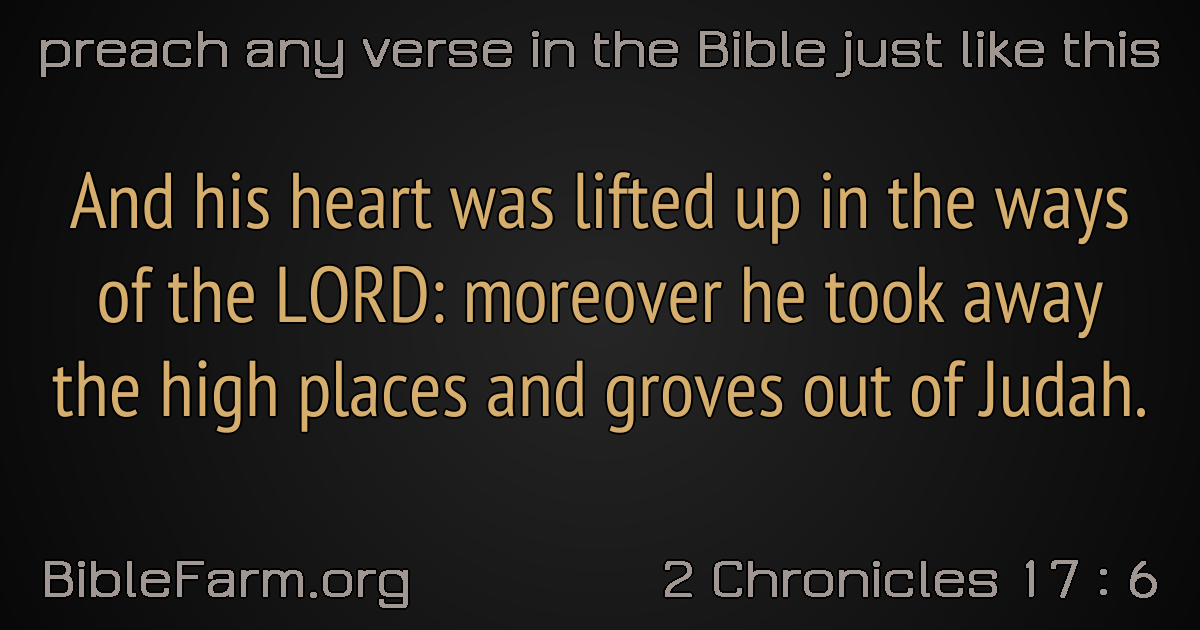 preach any verse in the Bible just like this
And his heart was lifted up in the ways
of the LORD: moreover he took away
the high places and groves out of Judah.
BibleFarm.org
2 Chronicles 17 : 6